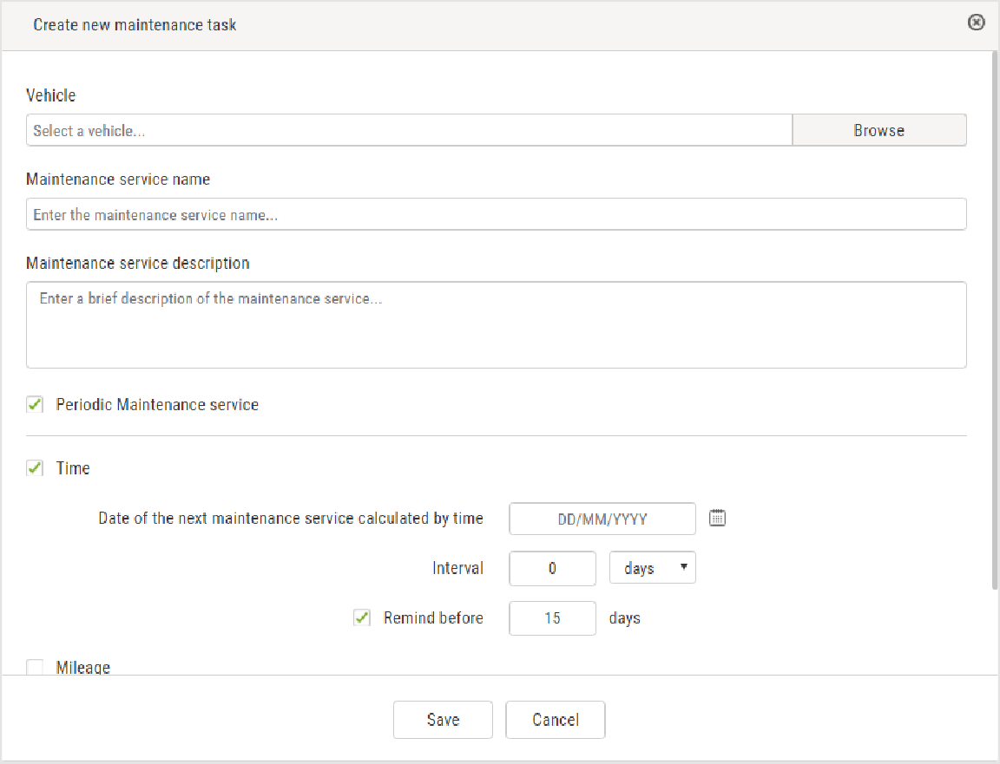 Create new maintenance task
Vehicle
Select a vehicle... Browse
Maintenance service name
Enter the maintenance service name...
Maintenance service description
Enter a brief description of the maintenance service...
Periodic Maintenance service
Time
Date of the next maintenance service calculated by time DD/MM/YYYY
Interval 0 days
Remind before 15 days
Mileage
Save Cancel